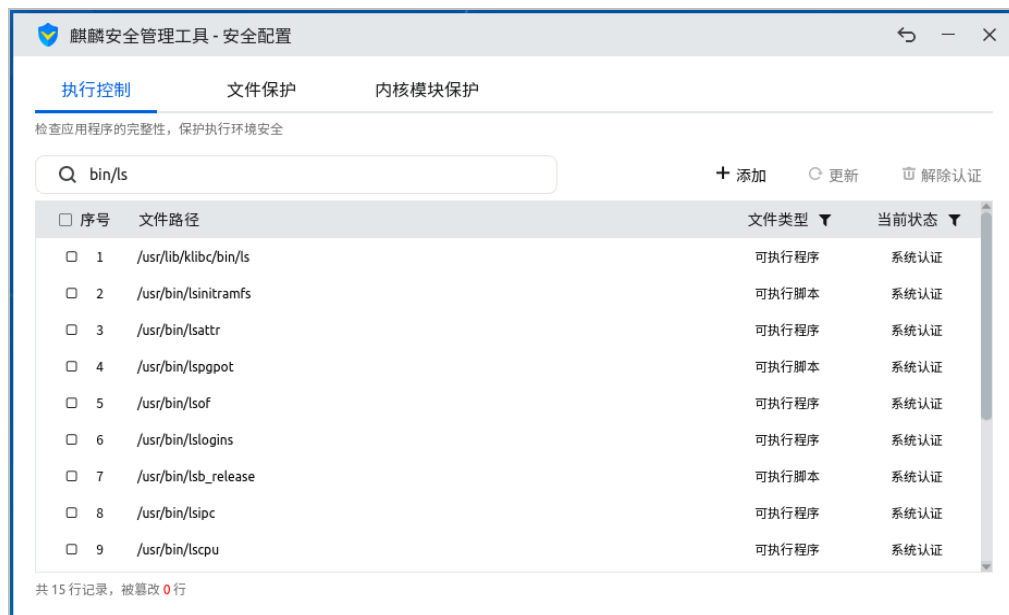 麒麟安全管理工具 - 安全配置
执行控制 文件保护 内核模块保护
检查应用程序的完整性，保护执行环境安全
bin/ls 添加 更新 解除认证
序号 文件路径 文件类型 当前状态
1 /usr/lib/klibc/bin/ls 可执行程序 系统认证
2 /usr/bin/lsinitramfs 可执行脚本 系统认证
3 /usr/bin/lsattr 可执行程序 系统认证
4 /usr/bin/lspgpot 可执行脚本 系统认证
5 /usr/bin/lsof 可执行程序 系统认证
6 /usr/bin/lslogins 可执行程序 系统认证
7 /usr/bin/lsb_release 可执行脚本 系统认证
8 /usr/bin/lsipc 可执行程序 系统认证
9 /usr/bin/lscpu 可执行程序 系统认证
共 15 行记录，被篡改 0 行